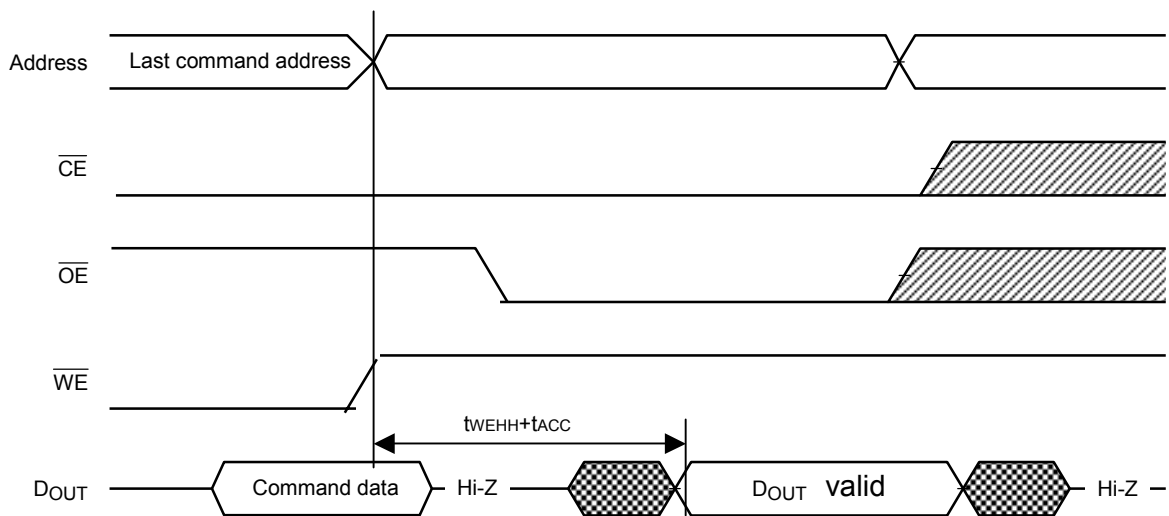 Address Last command address
CE
OE
WE
tWEHH+tACC
DOUT Command data Hi-Z DOUT valid Hi-Z